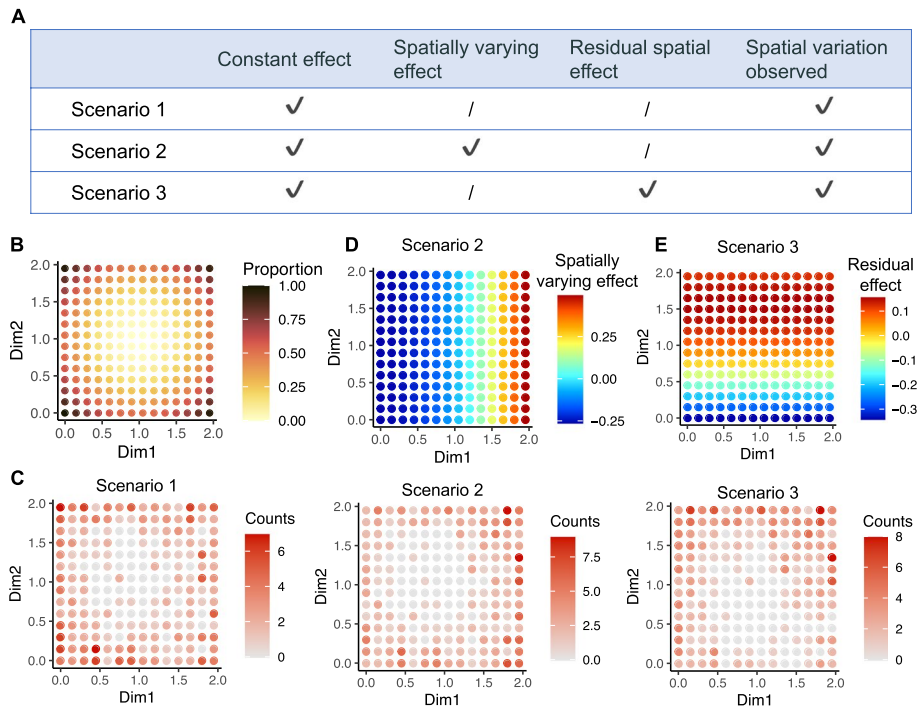 A
Constant effect
Spatially varying effect
Residual spatial effect
Spatial variation observed
Scenario 1 ✓ / / ✓
Scenario 2 ✓ ✓ / ✓
Scenario 3 ✓ / ✓ ✓
B
Dim2
2.0
1.5
1.0
0.5
0.0
0.0 0.5 1.0 1.5 2.0
Dim1
Proportion
1.00
0.75
0.50
0.25
0.00
D
Scenario 2
Dim2
2.0
1.5
1.0
0.5
0.0
0.0 0.5 1.0 1.5 2.0
Dim1
Spatially
varying effect
0.25
0.00
−0.25
E
Scenario 3
Dim2
2.0
1.5
1.0
0.5
0.0
0.0 0.5 1.0 1.5 2.0
Dim1
Residual
effect
0.1
0.0
−0.1
−0.2
−0.3
C
Scenario 1
Dim2
2.0
1.5
1.0
0.5
0.0
0.0 0.5 1.0 1.5 2.0
Dim1
Counts
6
4
2
0
Scenario 2
Dim2
2.0
1.5
1.0
0.5
0.0
0.0 0.5 1.0 1.5 2.0
Dim1
Counts
7.5
5.0
2.5
0.0
Scenario 3
Dim2
2.0
1.5
1.0
0.5
0.0
0.0 0.5 1.0 1.5 2.0
Dim1
Counts
8
6
4
2
0